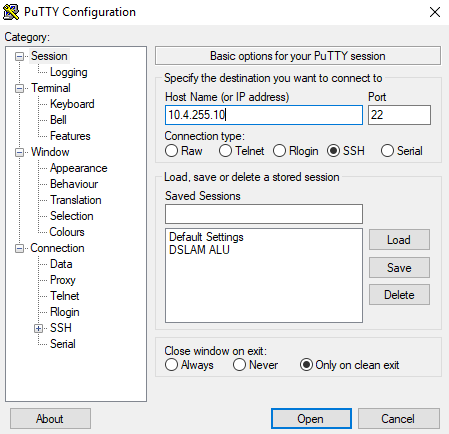 PuTTY Configuration
Category:
Session
Logging
Terminal
Keyboard
Bell
Features
Window
Appearance
Behaviour
Translation
Selection
Colours
Connection
Data
Proxy
Telnet
Rlogin
SSH
Serial
Basic options for your PuTTY session
Specify the destination you want to connect to
Host Name (or IP address) Port
10.4.255.10 22
Connection type:
Raw Telnet Rlogin SSH Serial
Load, save or delete a stored session
Saved Sessions
Default Settings
DSLAM ALU
Load
Save
Delete
Close window on exit:
Always Never Only on clean exit
About Open Cancel